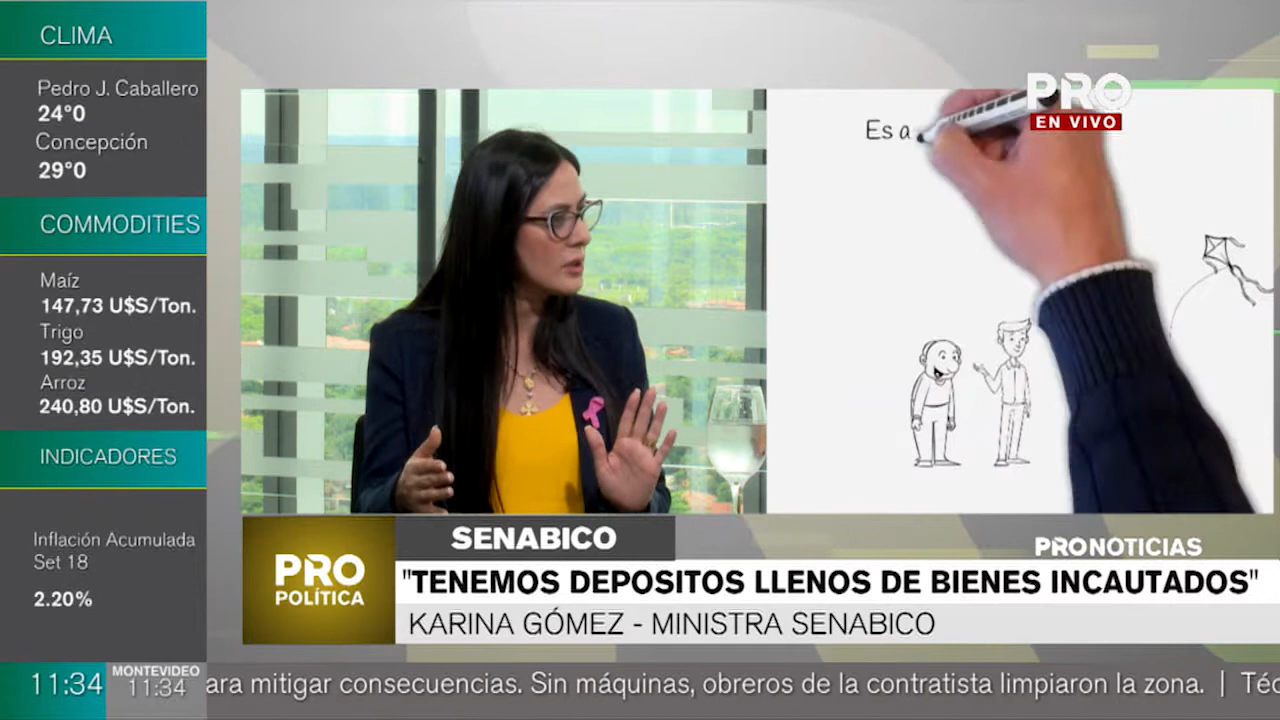 CLIMA
Pedro J. Caballero
24°0
Concepción
29°0
COMMODITIES
Maíz
147,73 U$S/Ton.
Trigo
192,35 U$S/Ton.
Arroz
240,80 U$S/Ton.
INDICADORES
Inflación Acumulada
Set 18
2.20%
PRO
EN VIVO
Es a
SENABICO
PRONOTICIAS
PRO
POLÍTICA
"TENEMOS DEPOSITOS LLENOS DE BIENES INCAUTADOS"
KARINA GÓMEZ - MINISTRA SENABICO
11:34
MONTEVIDEO
11:34
ara mitigar consecuencias. Sin máquinas, obreros de la contratista limpiaron la zona. | Téc